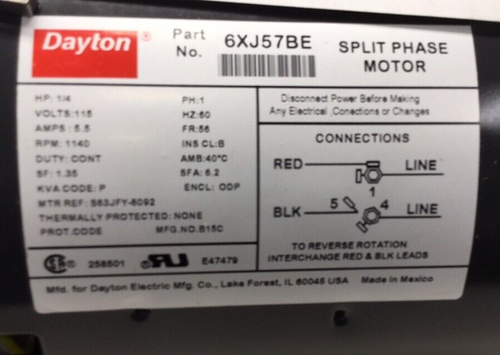 Dayton®
Part No. 6XJ57BE
SPLIT PHASE MOTOR
HP: 1/4 PH:1
VOLTS:115 HZ:60
AMPS: 5.5 FR:56
RPM: 1140 INS CL:B
DUTY: CONT AMB:40°C
SF: 1.35 SFA: 6.2
KVA CODE: P ENCL: ODP
MTR REF: S63JFY-6092
THERMALLY PROTECTED: NONE
PROT.CODE MFG.NO.B15C
Disconnect Power Before Making
Any Electrical ,Conections or Changes
CONNECTIONS
RED LINE
1
BLK 5 4 LINE
TO REVERSE ROTATION
INTERCHANGE RED & BLK LEADS
258501 E47479
Mfd. for Dayton Electric Mfg. Co., Lake Forest, IL 60045 USA Made in Mexico